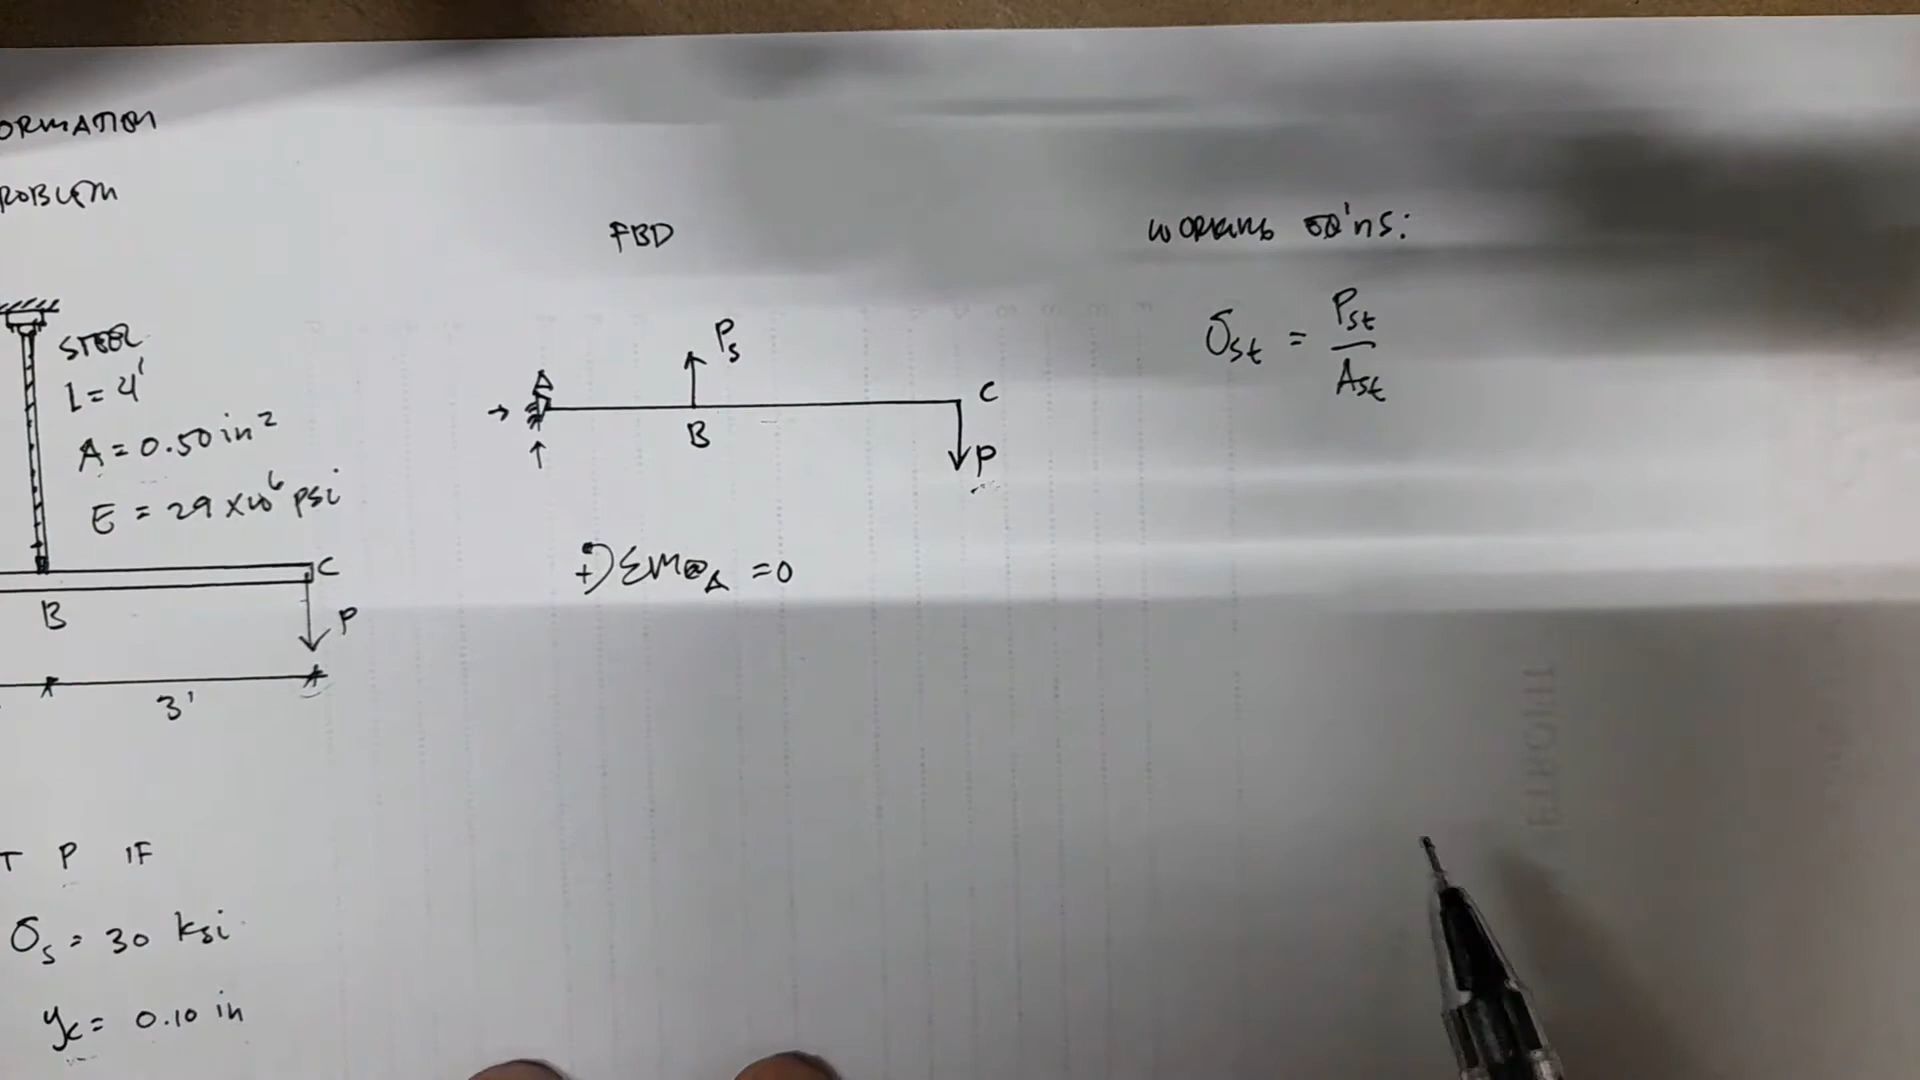 ORMATION
ROBLEM
STEEL
L = 4'
A = 0.50 in²
E = 29 x10⁶ psi
C
B
P
3'
T P IF
σs = 30 ksi
yc = 0.10 in
FBD
Ps
A
C
B
P
+ ΣM@A = 0
WORKING EQ'NS:
σst = Pst / Ast